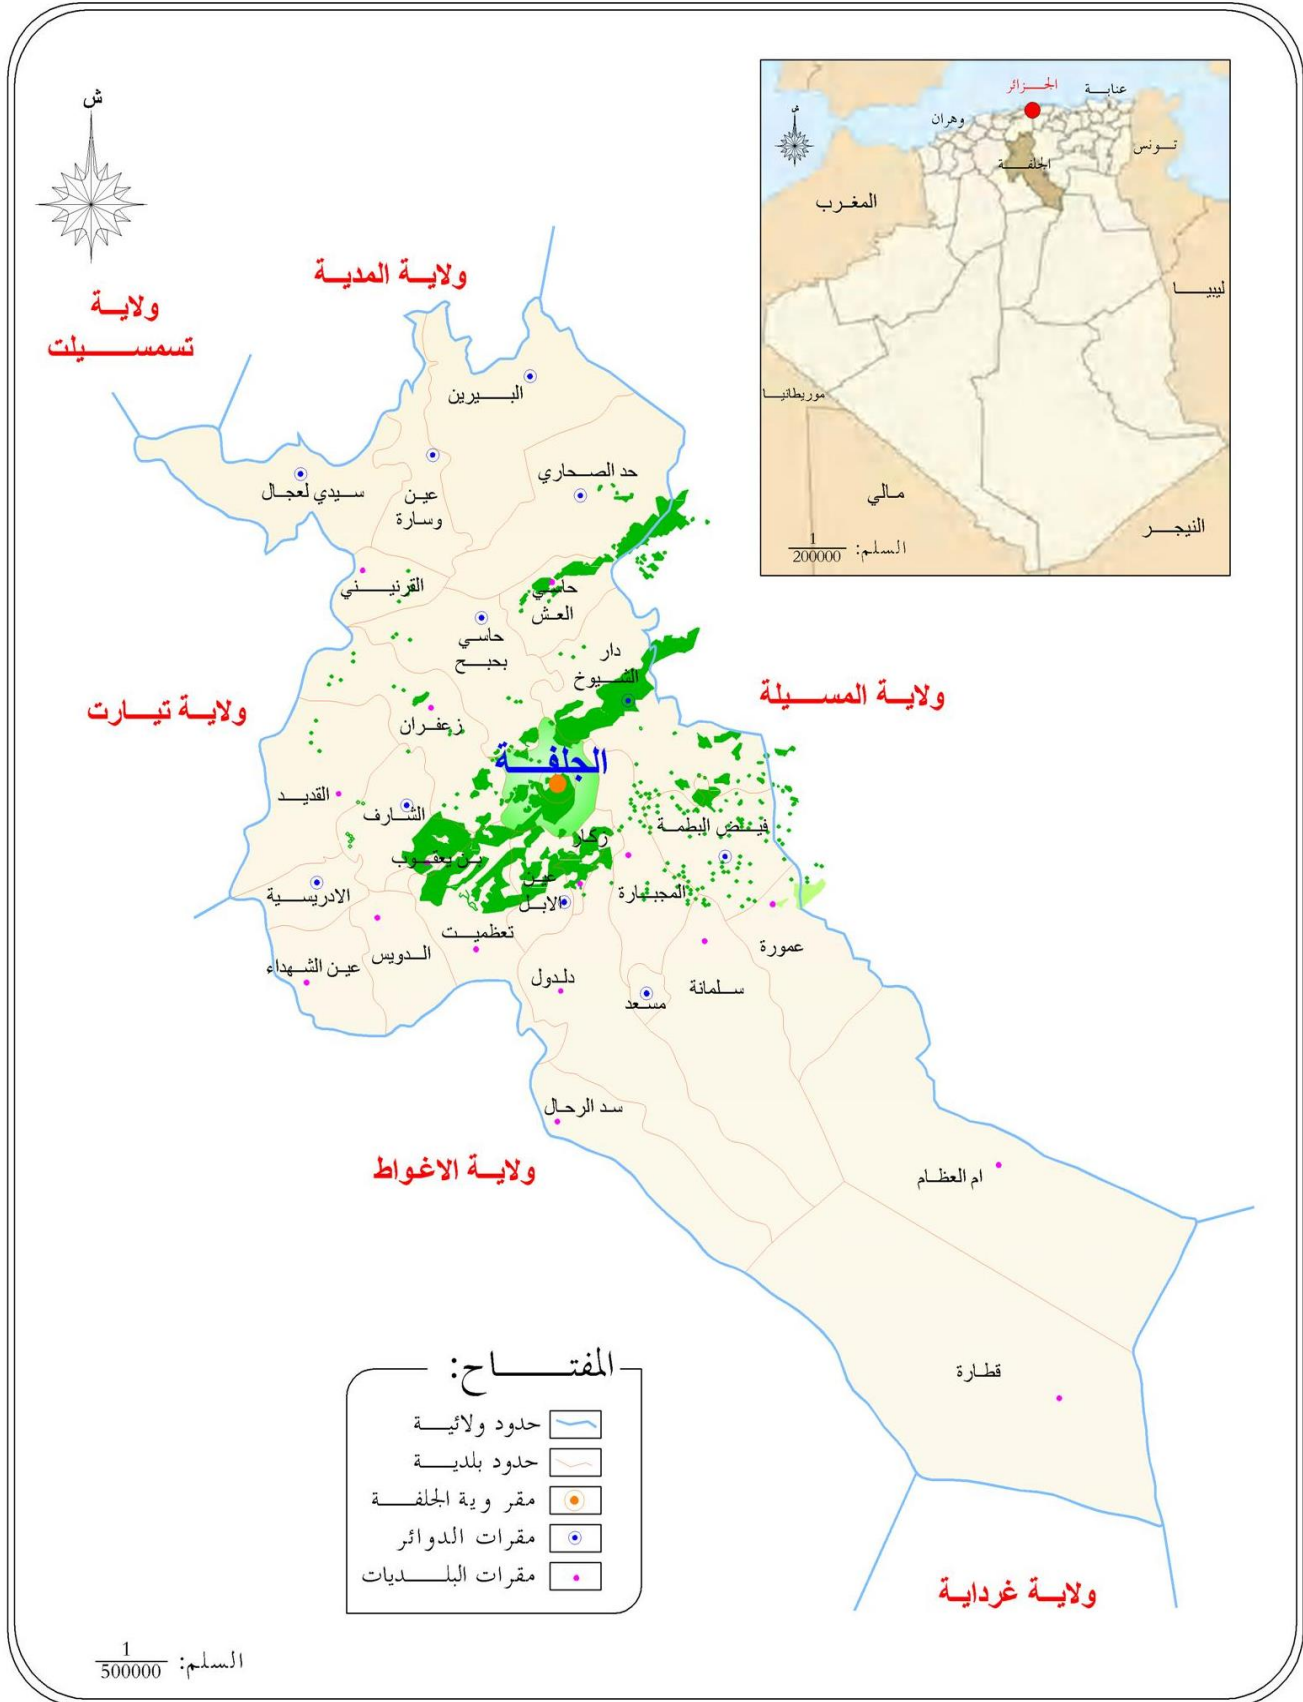 ش
ولاية المدية
ولاية
تسمسيلت
البيرين
حد الصحاري
سيدي لعجال
عين
وسارة
القرنيني
حاسي
العش
حاسي
بحبح
دار
الشيوخ
ولاية تيارت
ولاية المسيلة
زعفران
الجلفة
القديد
الشارف
فيض البطمة
زكار
بن يعقوب
عين
الابل
المجبارة
الادريسية
تعظميت
الدويس
عمورة
عين الشهداء
دلدول
سلمانة
مسعد
سد الرحال
ولاية الاغواط
ام العظام
قطارة
ولاية غرداية
الجزائر
عنابة
وهران
ش
تونس
الجلفة
المغرب
ليبيا
موريطانيا
مالي
النيجر
السلم: 1/200000
المفتاح:
حدود ولائية
حدود بلدية
مقر وية الجلفة
مقرات الدوائر
مقرات البلديات
السلم: 1/500000